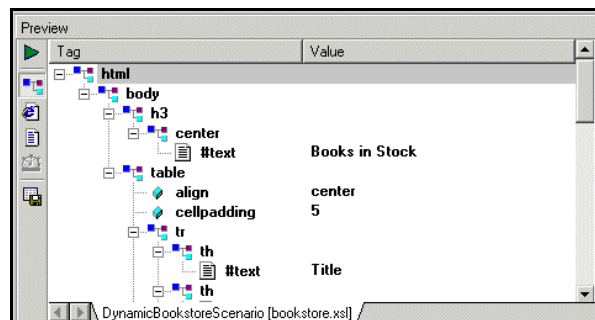 Preview
Tag Value
html
body
h3
center
#text Books in Stock
table
align center
cellpadding 5
tr
th
#text Title
th
DynamicBookstoreScenario [bookstore.xsl]